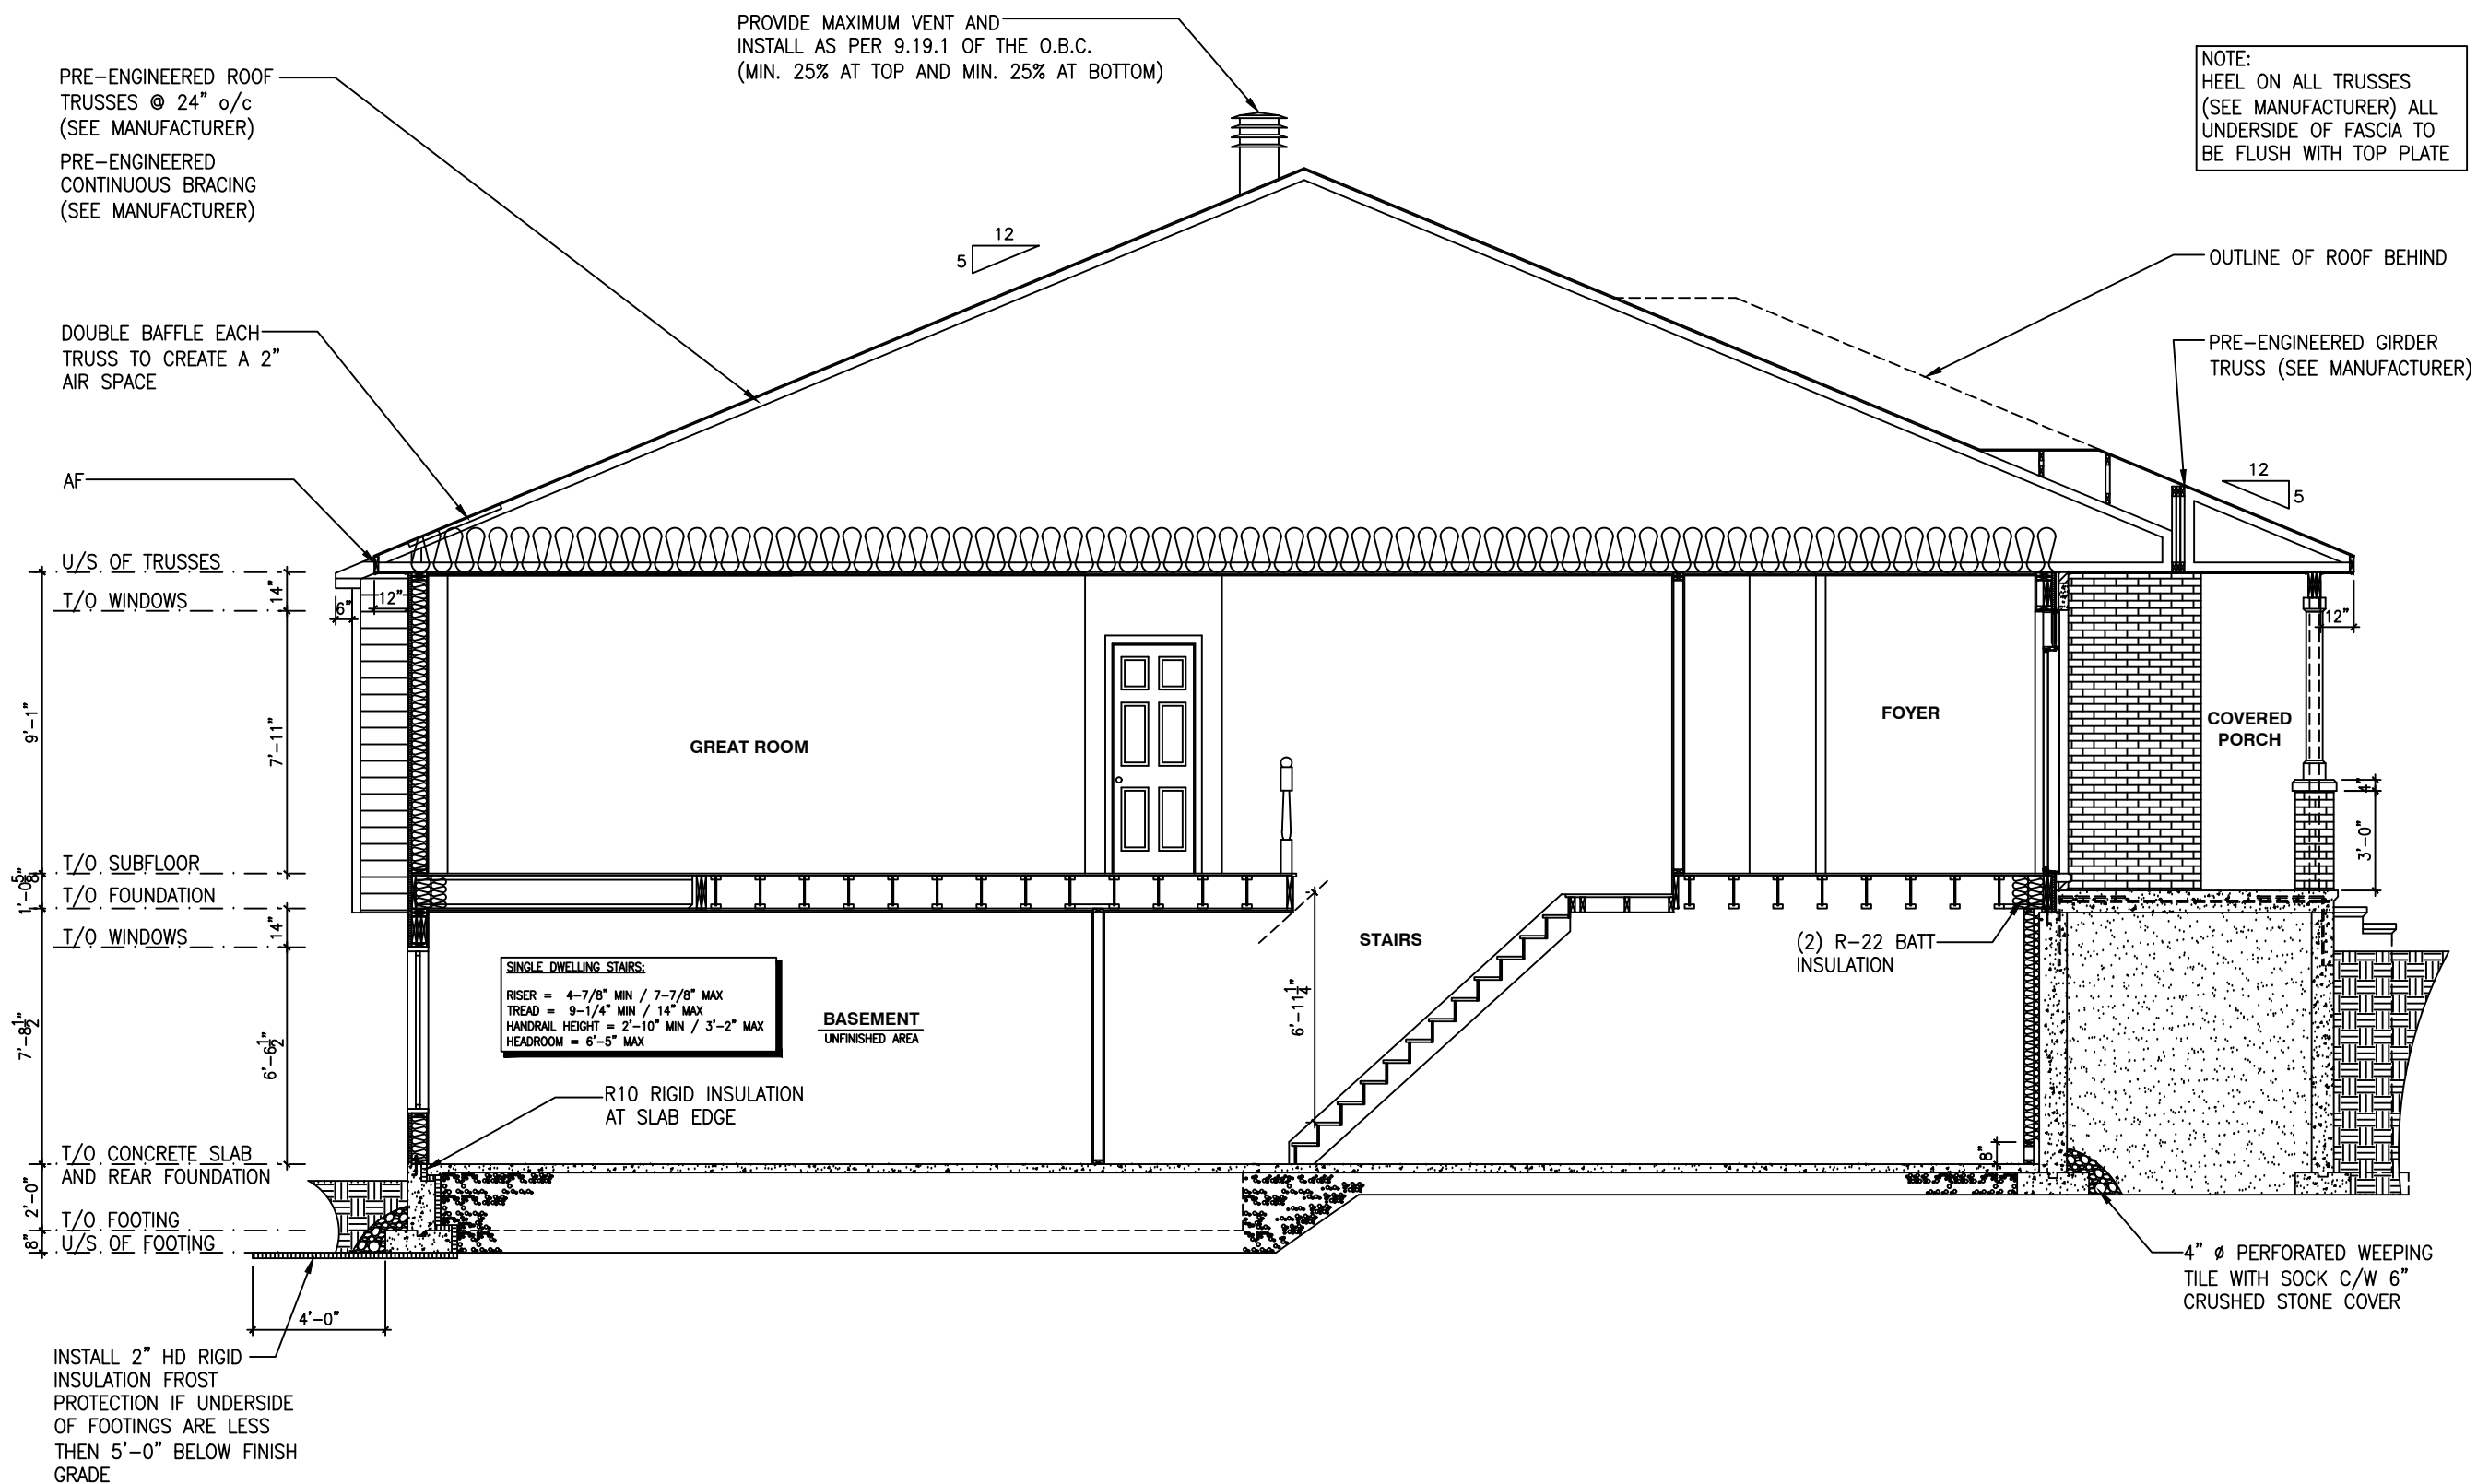 PROVIDE MAXIMUM VENT AND
INSTALL AS PER 9.19.1 OF THE O.B.C.
(MIN. 25% AT TOP AND MIN. 25% AT BOTTOM)
NOTE:
HEEL ON ALL TRUSSES
(SEE MANUFACTURER) ALL
UNDERSIDE OF FASCIA TO
BE FLUSH WITH TOP PLATE
PRE-ENGINEERED ROOF
TRUSSES @ 24" o/c
(SEE MANUFACTURER)
PRE-ENGINEERED
CONTINUOUS BRACING
(SEE MANUFACTURER)
12
5
OUTLINE OF ROOF BEHIND
DOUBLE BAFFLE EACH
TRUSS TO CREATE A 2"
AIR SPACE
PRE-ENGINEERED GIRDER
TRUSS (SEE MANUFACTURER)
AF
12
5
U/S OF TRUSSES
T/O WINDOWS
14"
6"
12"
12"
9'-1"
7'-11"
GREAT ROOM
FOYER
COVERED
PORCH
4"
3'-0"
T/O SUBFLOOR
1'-0 5/8"
T/O FOUNDATION
T/O WINDOWS
14"
STAIRS
(2) R-22 BATT
INSULATION
SINGLE DWELLING STAIRS:
RISER = 4-7/8" MIN / 7-7/8" MAX
TREAD = 9-1/4" MIN / 14" MAX
HANDRAIL HEIGHT = 2'-10" MIN / 3'-2" MAX
HEADROOM = 6'-5" MAX
BASEMENT
UNFINISHED AREA
7'-8 1/2"
6'-6 1/2"
6'-11 1/4"
R10 RIGID INSULATION
AT SLAB EDGE
T/O CONCRETE SLAB
AND REAR FOUNDATION
8"
2'-0"
T/O FOOTING
U/S OF FOOTING
8"
4'-0"
4" ø PERFORATED WEEPING
TILE WITH SOCK C/W 6"
CRUSHED STONE COVER
INSTALL 2" HD RIGID
INSULATION FROST
PROTECTION IF UNDERSIDE
OF FOOTINGS ARE LESS
THEN 5'-0" BELOW FINISH
GRADE